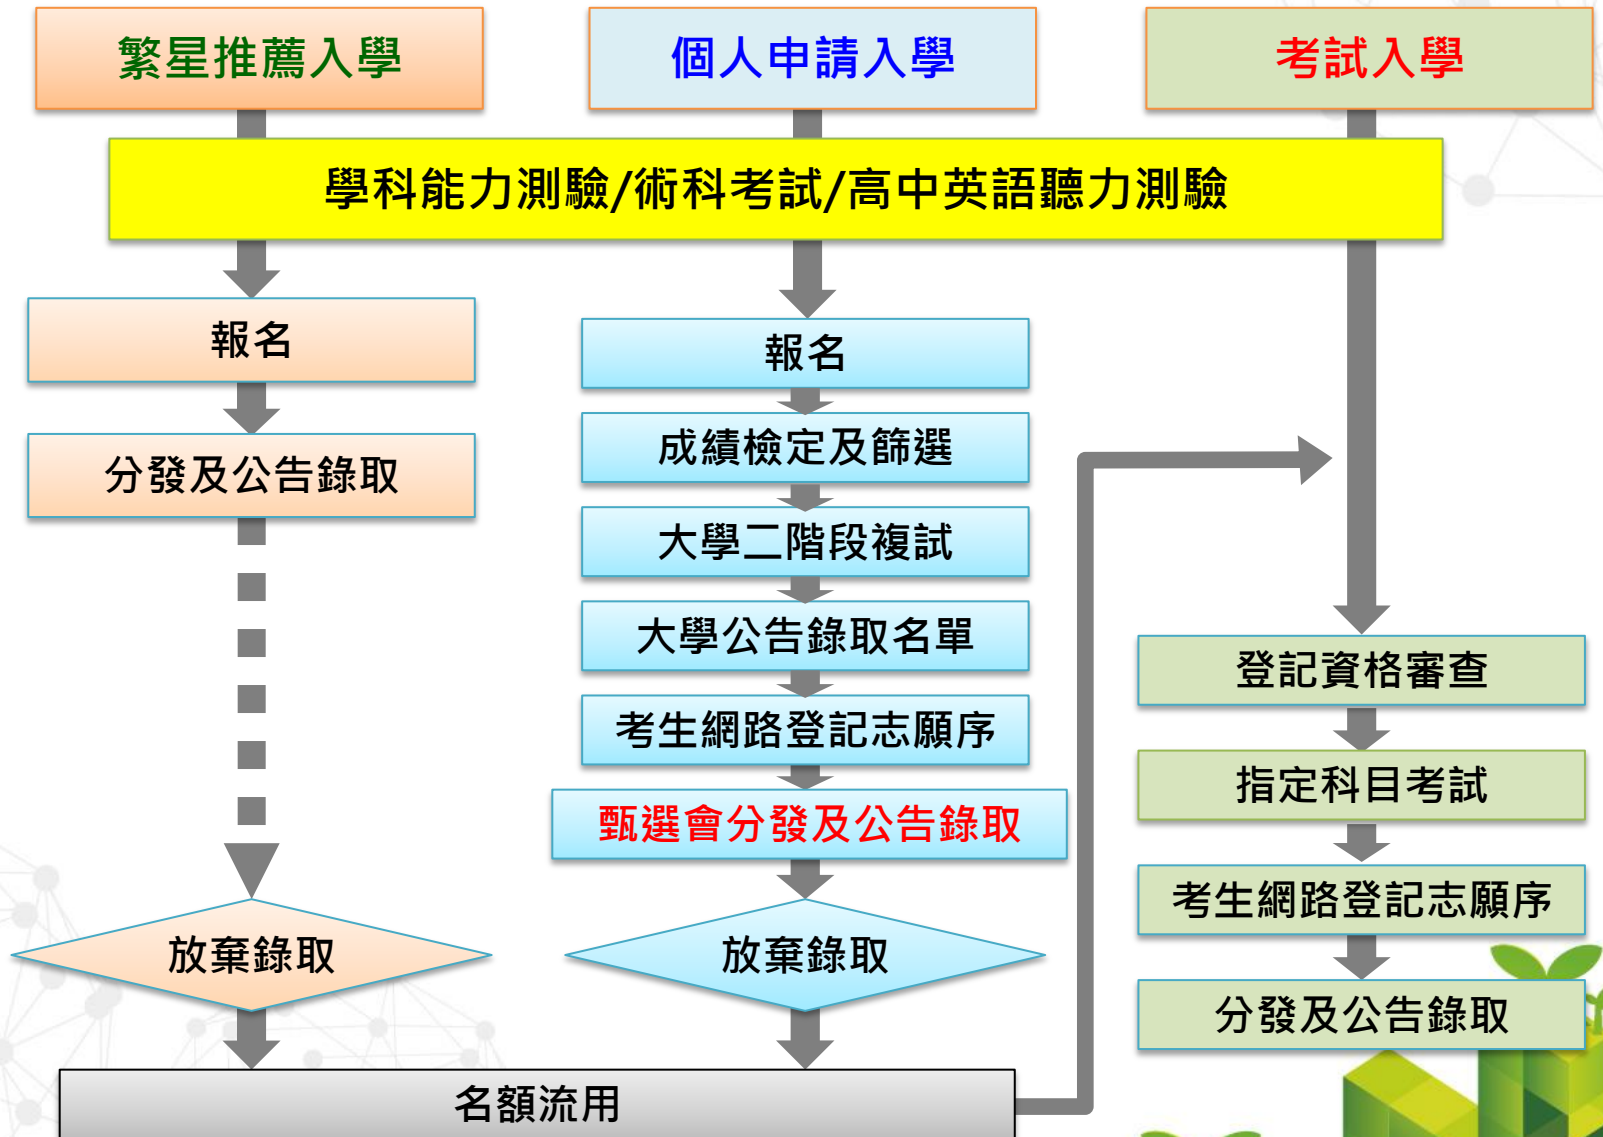 繁星推薦入學
個人申請入學
考試入學
學科能力測驗/術科考試/高中英語聽力測驗
報名
分發及公告錄取
放棄錄取
報名
成績檢定及篩選
大學二階段複試
大學公告錄取名單
考生網路登記志願序
甄選會分發及公告錄取
放棄錄取
名額流用
登記資格審查
指定科目考試
考生網路登記志願序
分發及公告錄取